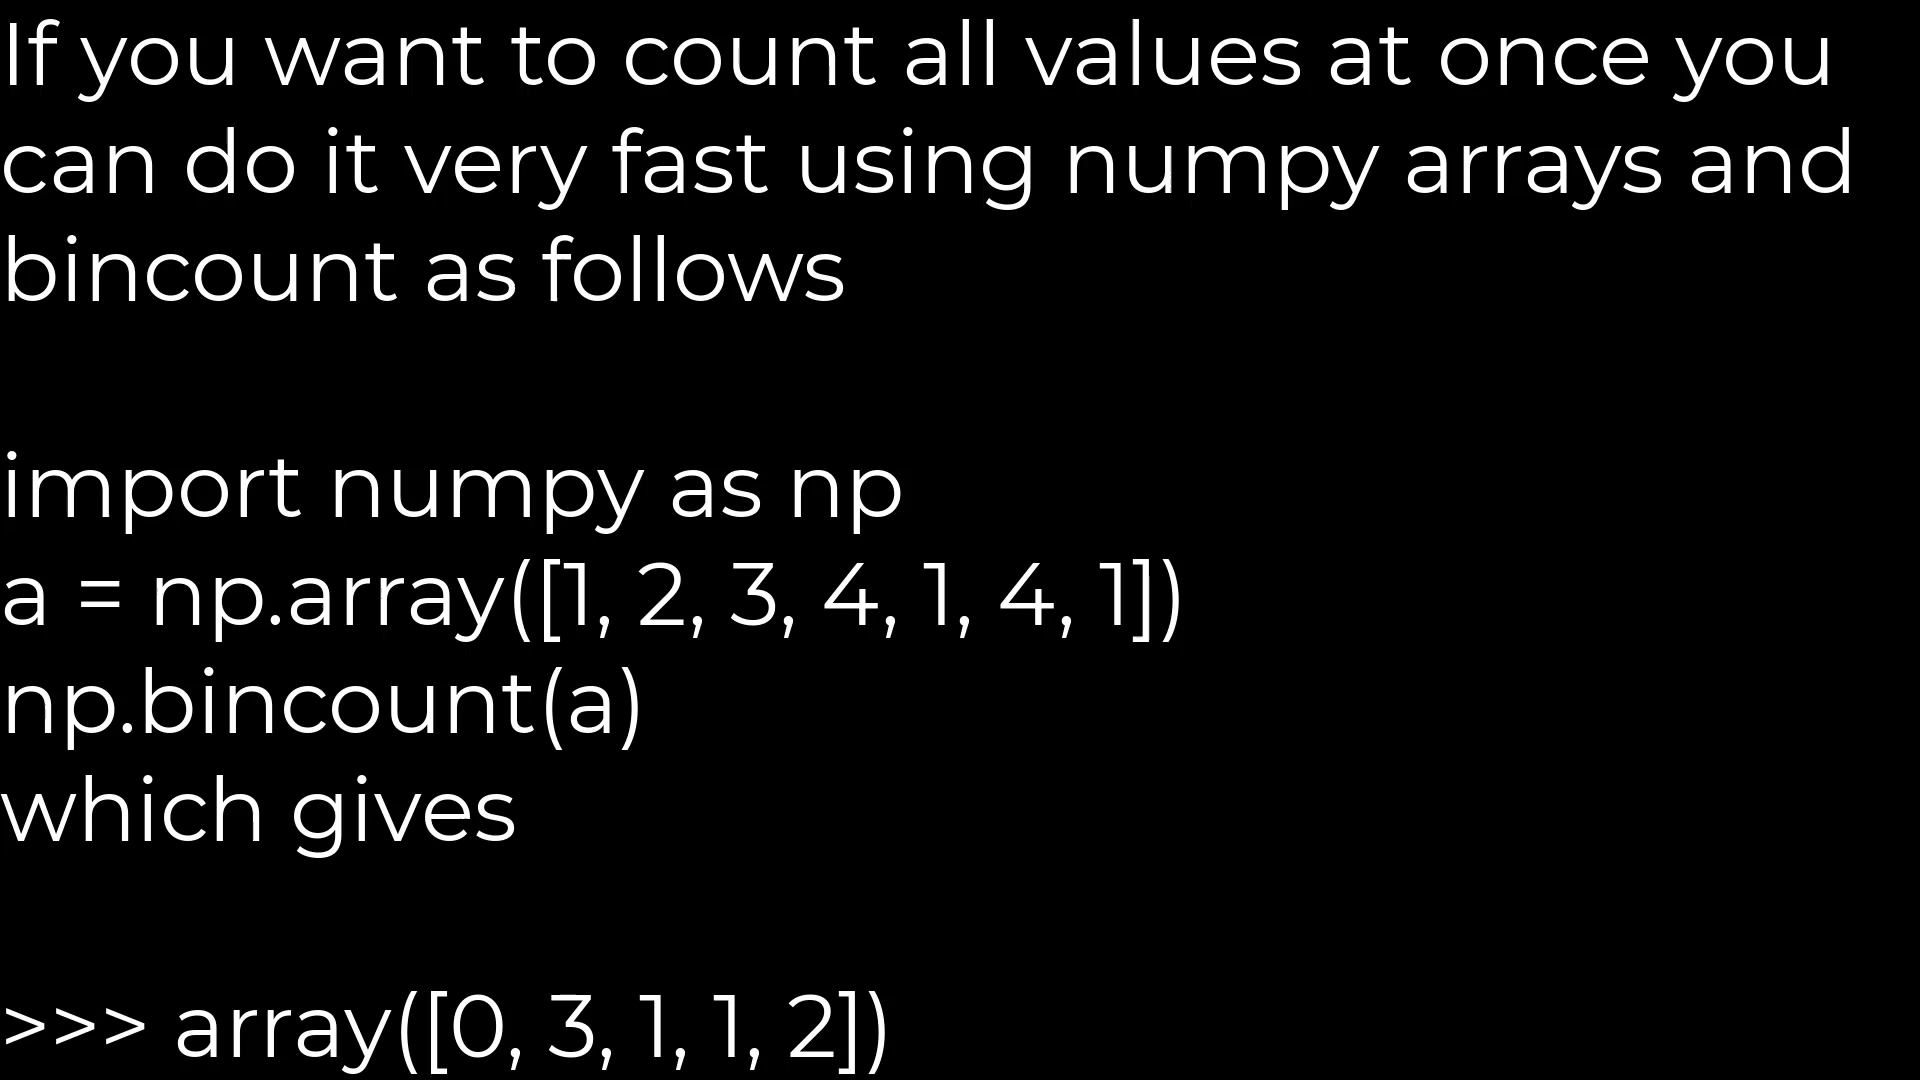 If you want to count all values at once you
can do it very fast using numpy arrays and
bincount as follows
import numpy as np
a = np.array([1, 2, 3, 4, 1, 4, 1])
np.bincount(a)
which gives
>>> array([0, 3, 1, 1, 2])